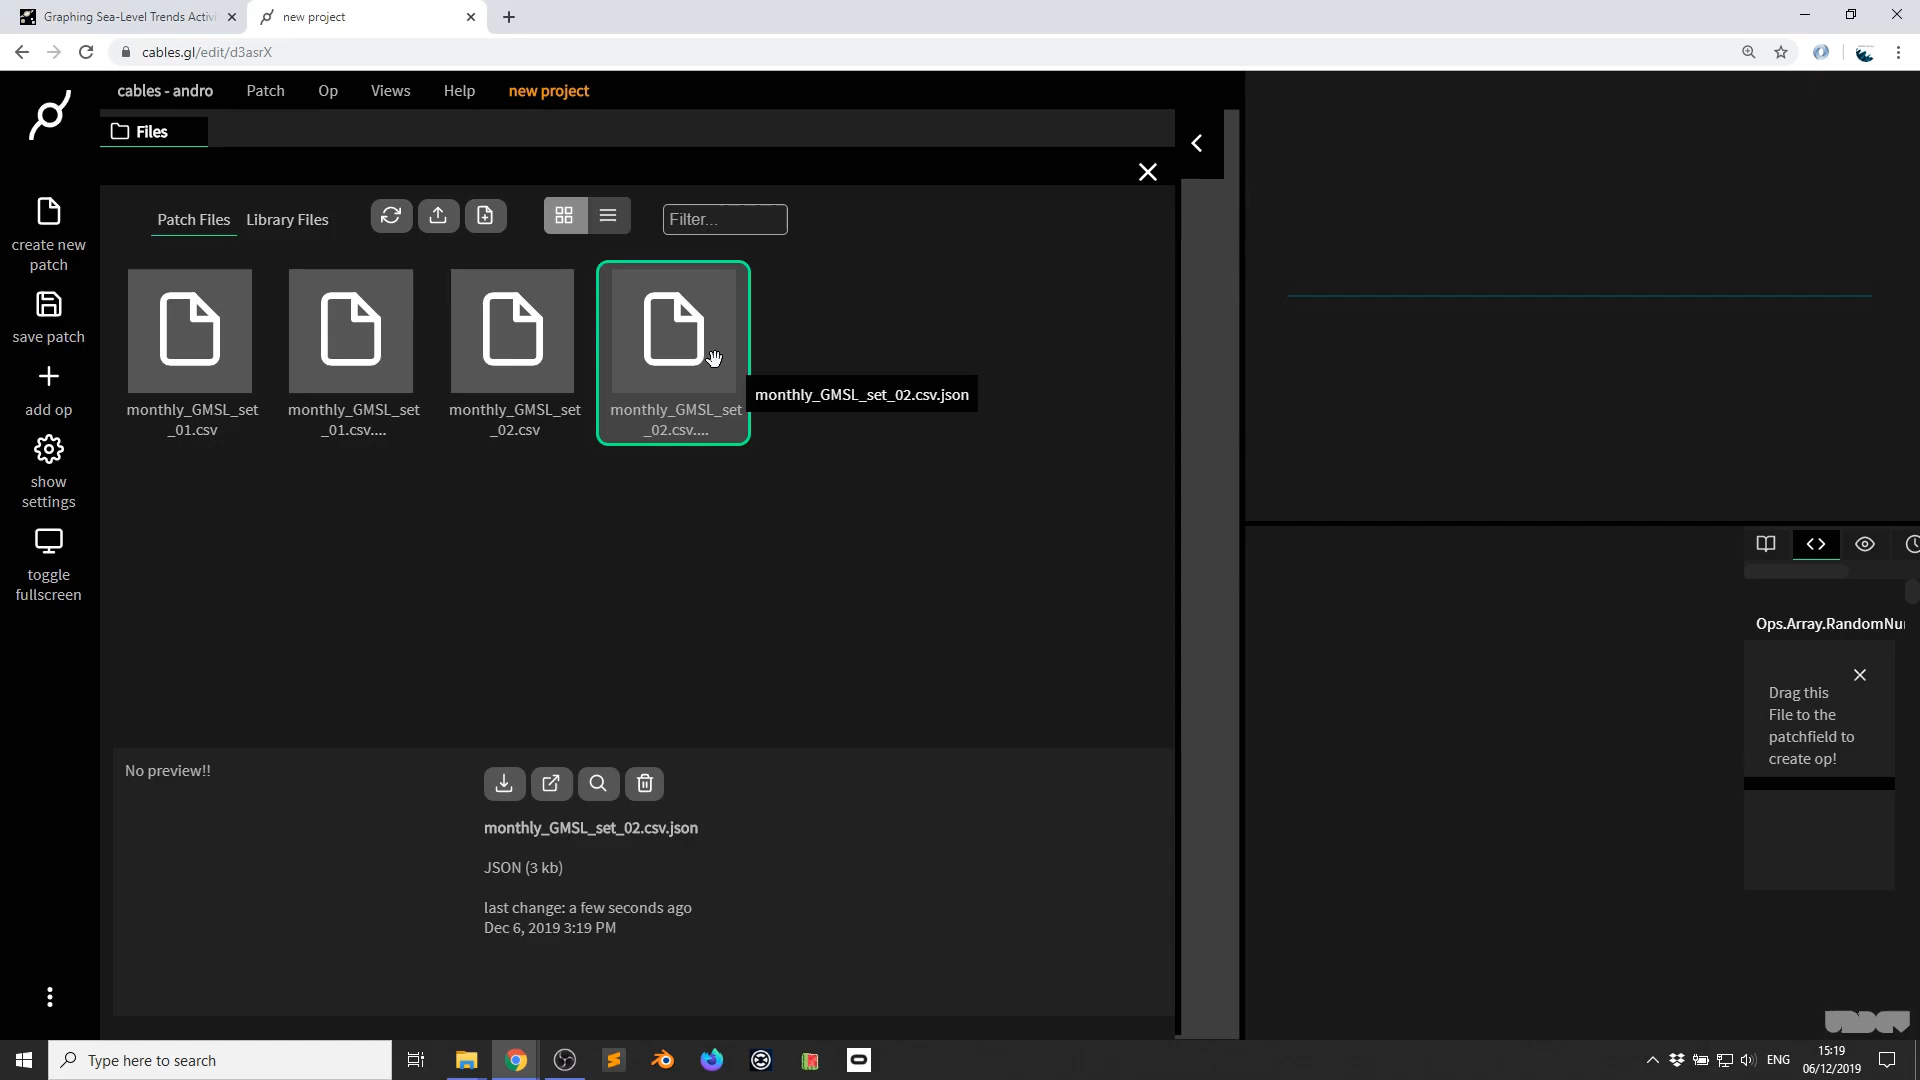 Graphing Sea-Level Trends Activi
new project
cables.gl/edit/d3asrX
cables - andro
Patch
Op
Views
Help
new project
Files
Patch Files
Library Files
Filter...
create new
patch
save patch
add op
show
settings
toggle
fullscreen
monthly_GMSL_set
_01.csv
monthly_GMSL_set
_01.csv....
monthly_GMSL_set
_02.csv
monthly_GMSL_set
_02.csv....
monthly_GMSL_set_02.csv.json
No preview!!
monthly_GMSL_set_02.csv.json
JSON (3 kb)
last change: a few seconds ago
Dec 6, 2019 3:19 PM
Ops.Array.RandomNu
Drag this
File to the
patchfield to
create op!
Type here to search
ENG
15:19
06/12/2019